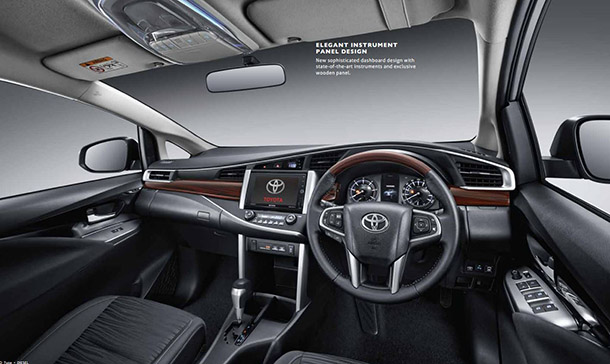 ELEGANT INSTRUMENT
PANEL DESIGN
New sophisticated dashboard design with
state-of-the-art instruments and exclusive
wooden panel.
TOYOTA